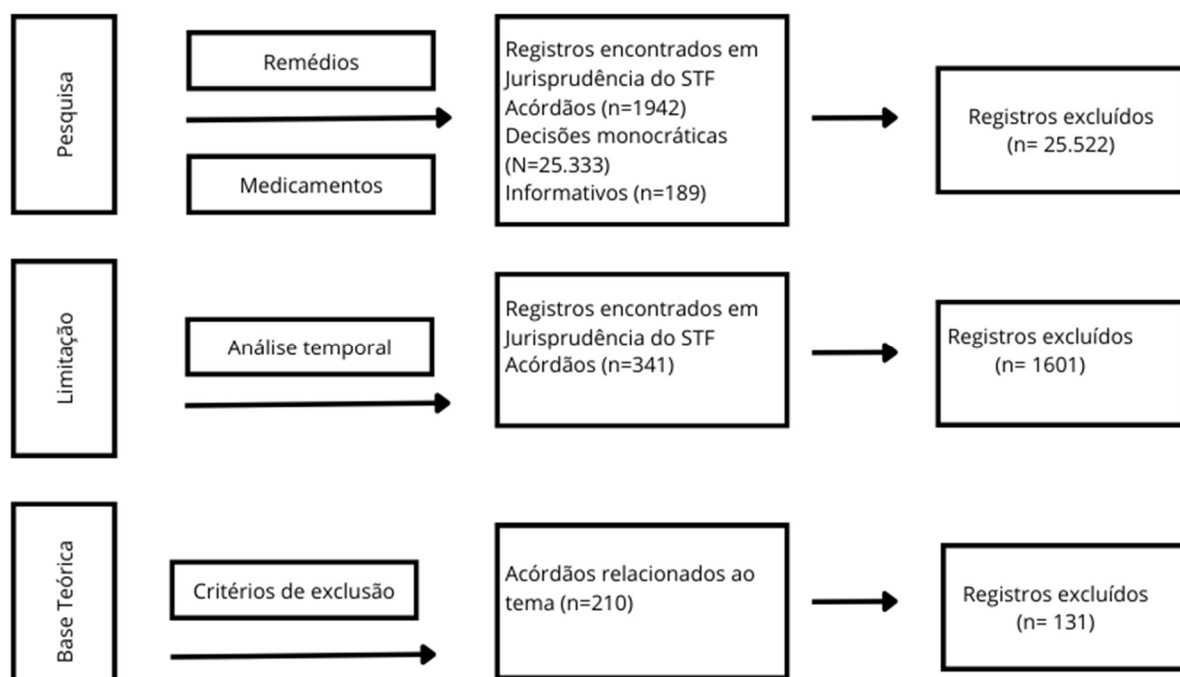 Pesquisa
Remédios
Medicamentos
Registros encontrados em
Jurisprudência do STF
Acórdãos (n=1942)
Decisões monocráticas
(N=25.333)
Informativos (n=189)
Registros excluídos
(n= 25.522)
Limitação
Análise temporal
Registros encontrados em
Jurisprudência do STF
Acórdãos (n=341)
Registros excluídos
(n= 1601)
Base Teórica
Critérios de exclusão
Acórdãos relacionados ao
tema (n=210)
Registros excluídos
(n= 131)